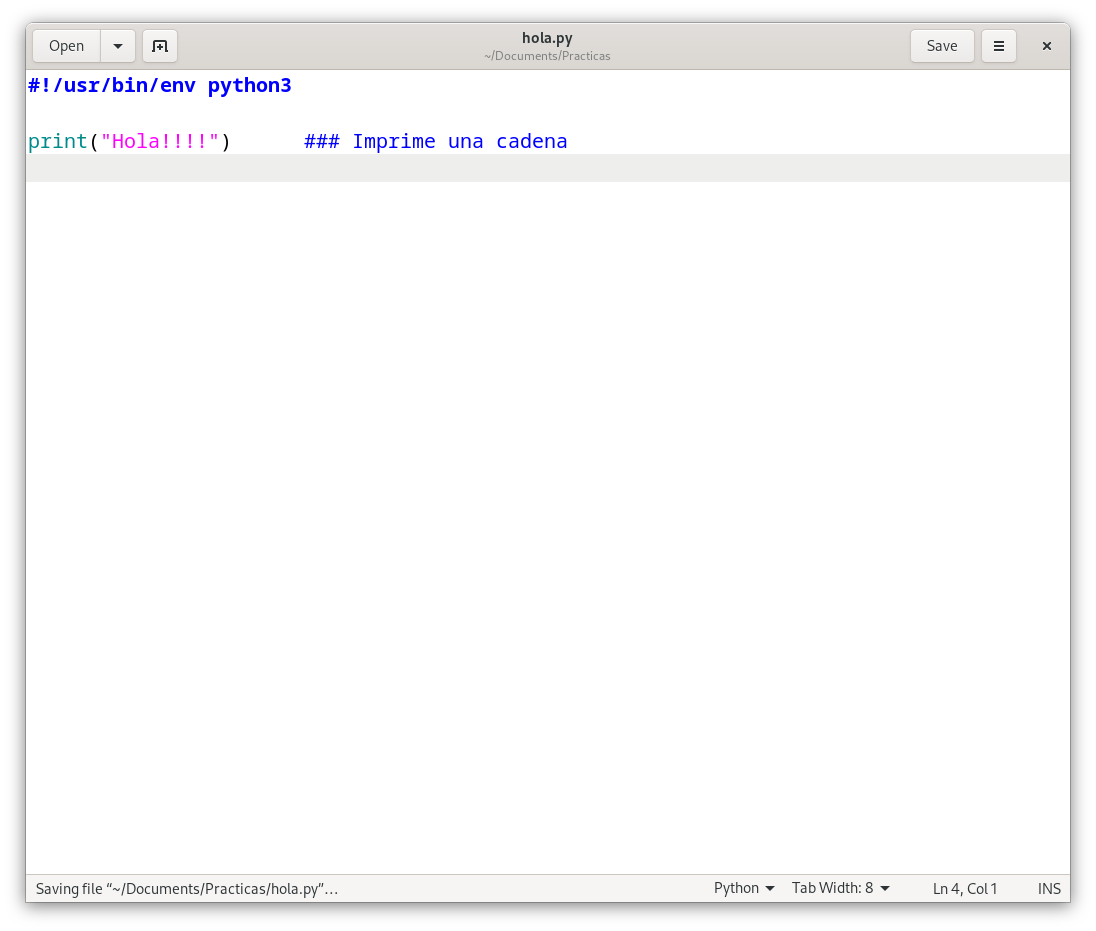 Open
hola.py
~/Documents/Practicas
Save
#!/usr/bin/env python3
print("Hola!!!!")      ### Imprime una cadena
Saving file “~/Documents/Practicas/hola.py”…
Python
Tab Width: 8
Ln 4, Col 1
INS